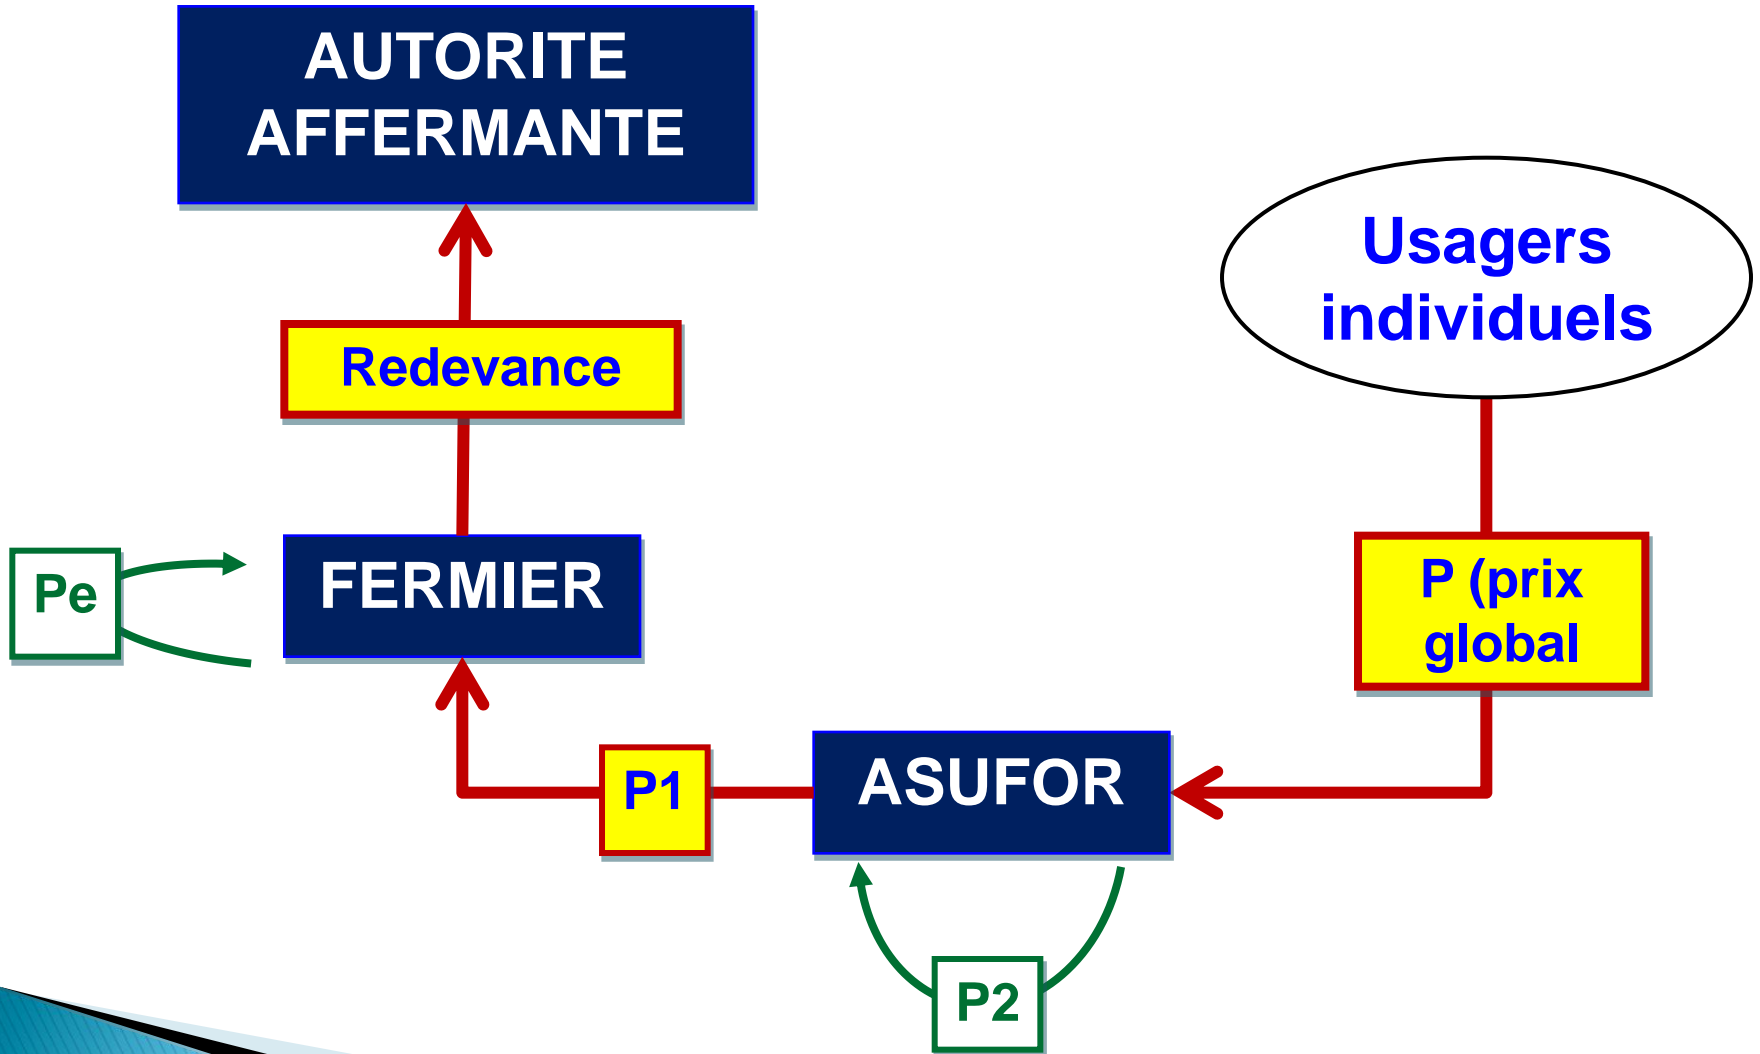 AUTORITE
AFFERMANTE
Usagers
individuels
Redevance
Pe
FERMIER
P (prix
global
P1
ASUFOR
P2